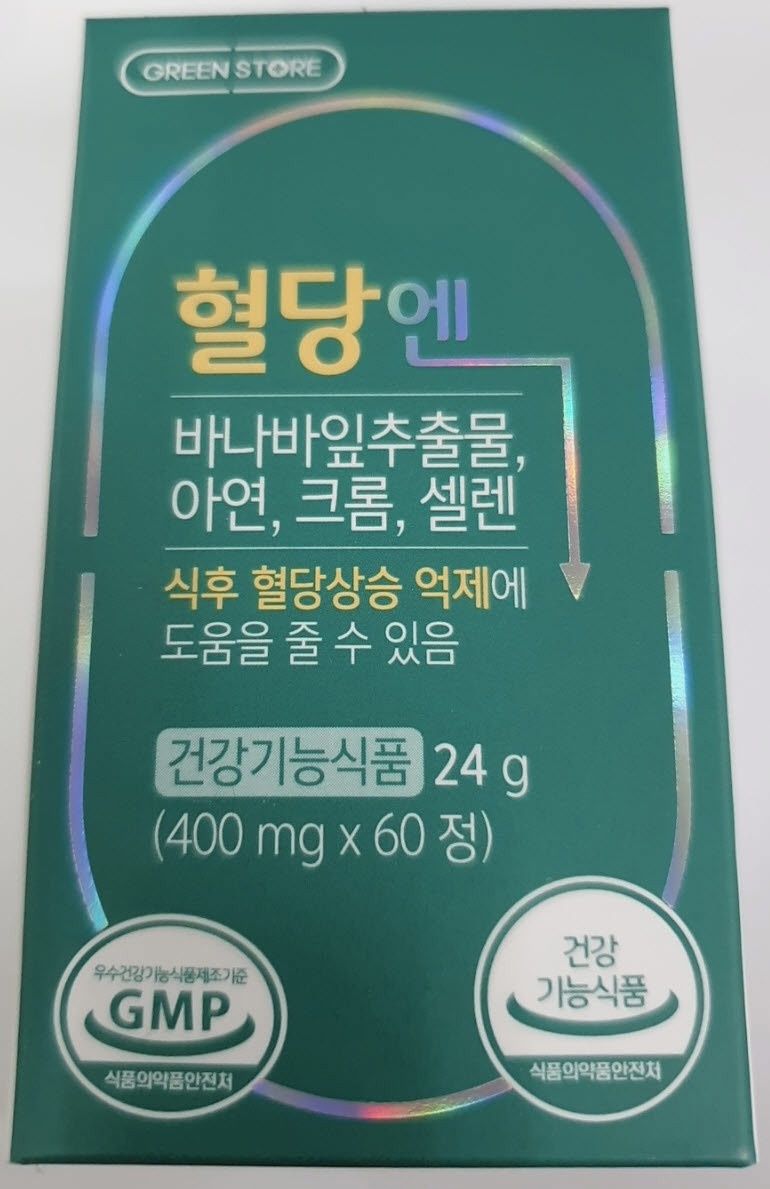 GREEN STORE
혈당엔
바나바잎추출물,
아연, 크롬, 셀렌
식후 혈당상승 억제에
도움을 줄 수 있음
건강기능식품 24 g
(400 mg x 60 정)
우수건강기능식품제조기준
GMP
식품의약품안전처
건강
기능식품
식품의약품안전처